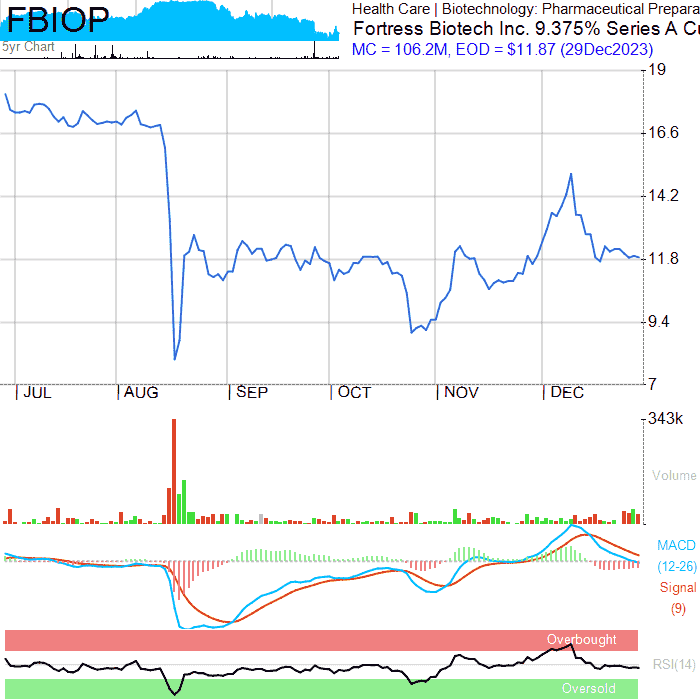 FBIOP
5yr Chart
Health Care | Biotechnology: Pharmaceutical Prepara
Fortress Biotech Inc. 9.375% Series A Cu
MC = 106.2M, EOD = $11.87 (29Dec2023)
19
16.6
14.2
11.8
9.4
7
JUL AUG SEP OCT NOV DEC
343k
Volume
MACD
(12-26)
Signal
(9)
Overbought
RSI(14)
Oversold